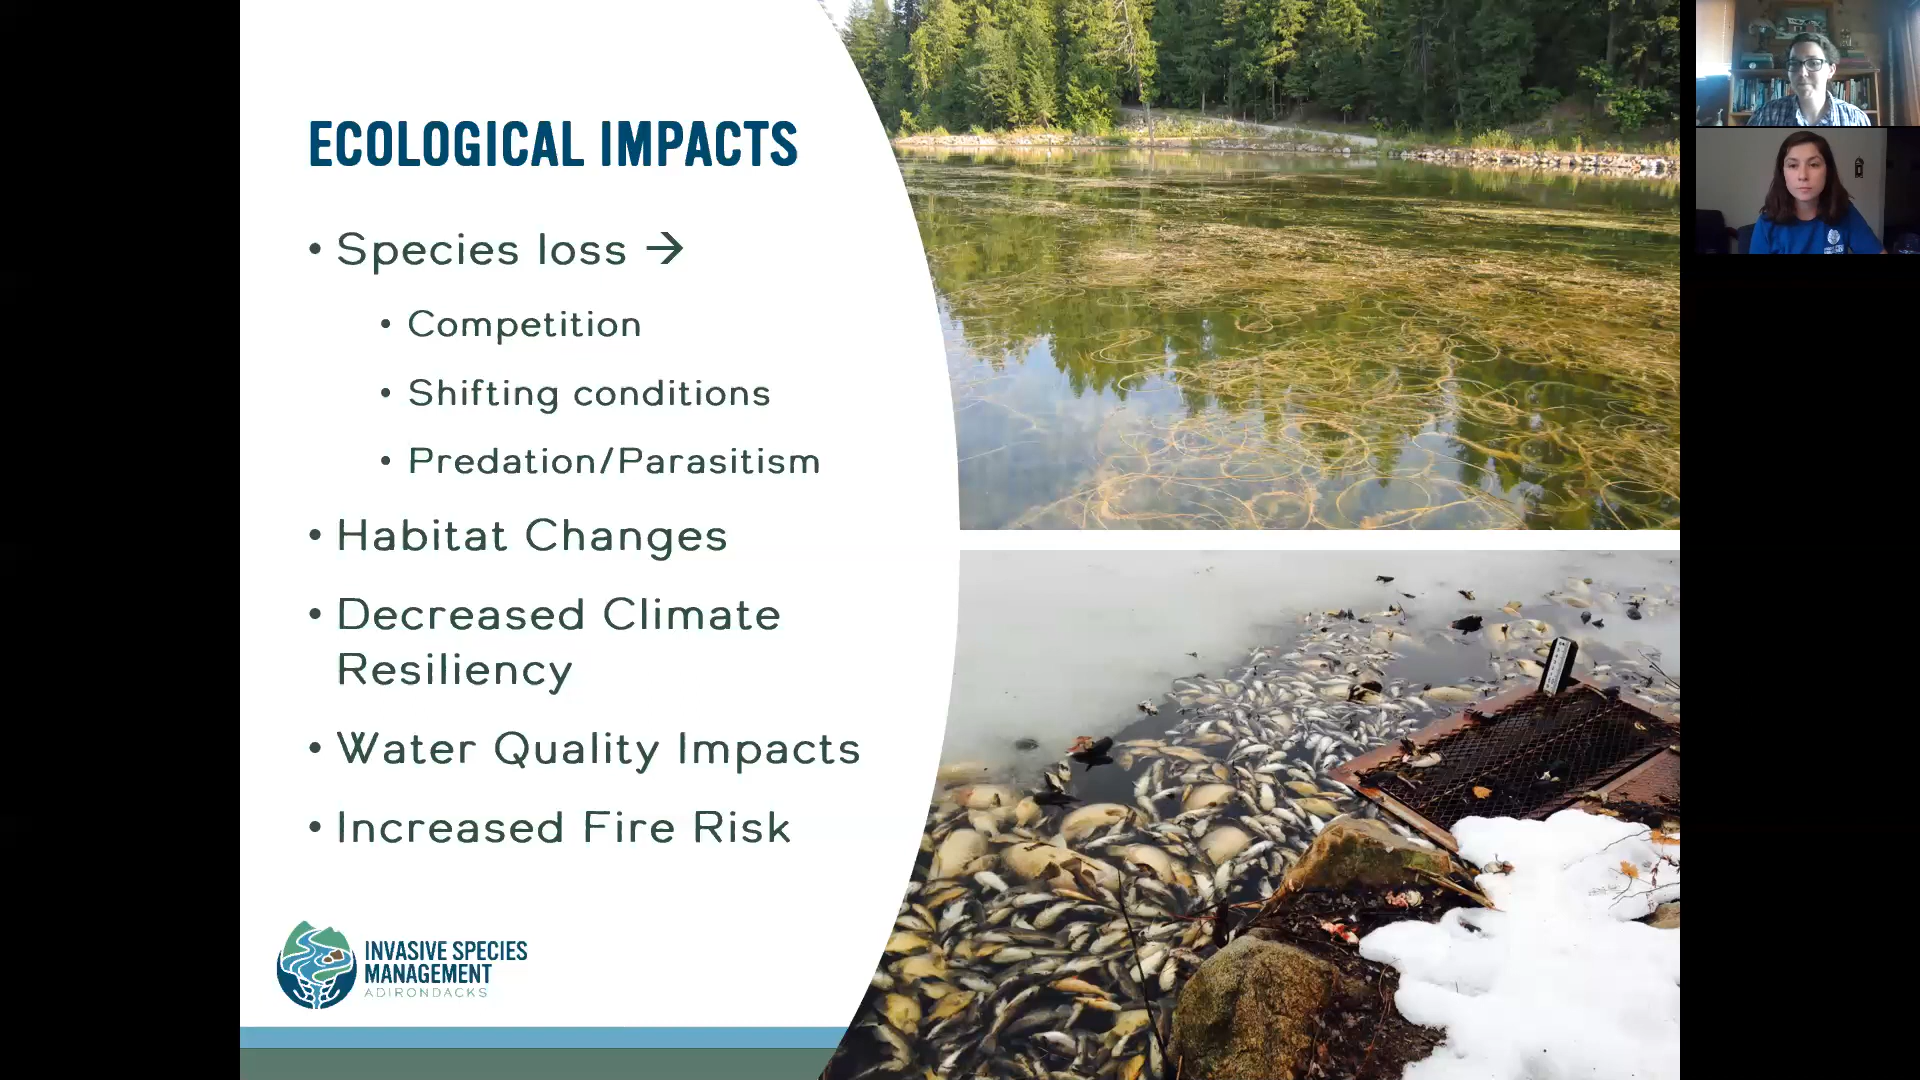 ECOLOGICAL IMPACTS
• Species loss →
• Competition
• Shifting conditions
• Predation/Parasitism
• Habitat Changes
• Decreased Climate
Resiliency
• Water Quality Impacts
• Increased Fire Risk
INVASIVE SPECIES
MANAGEMENT
ADIRONDACKS